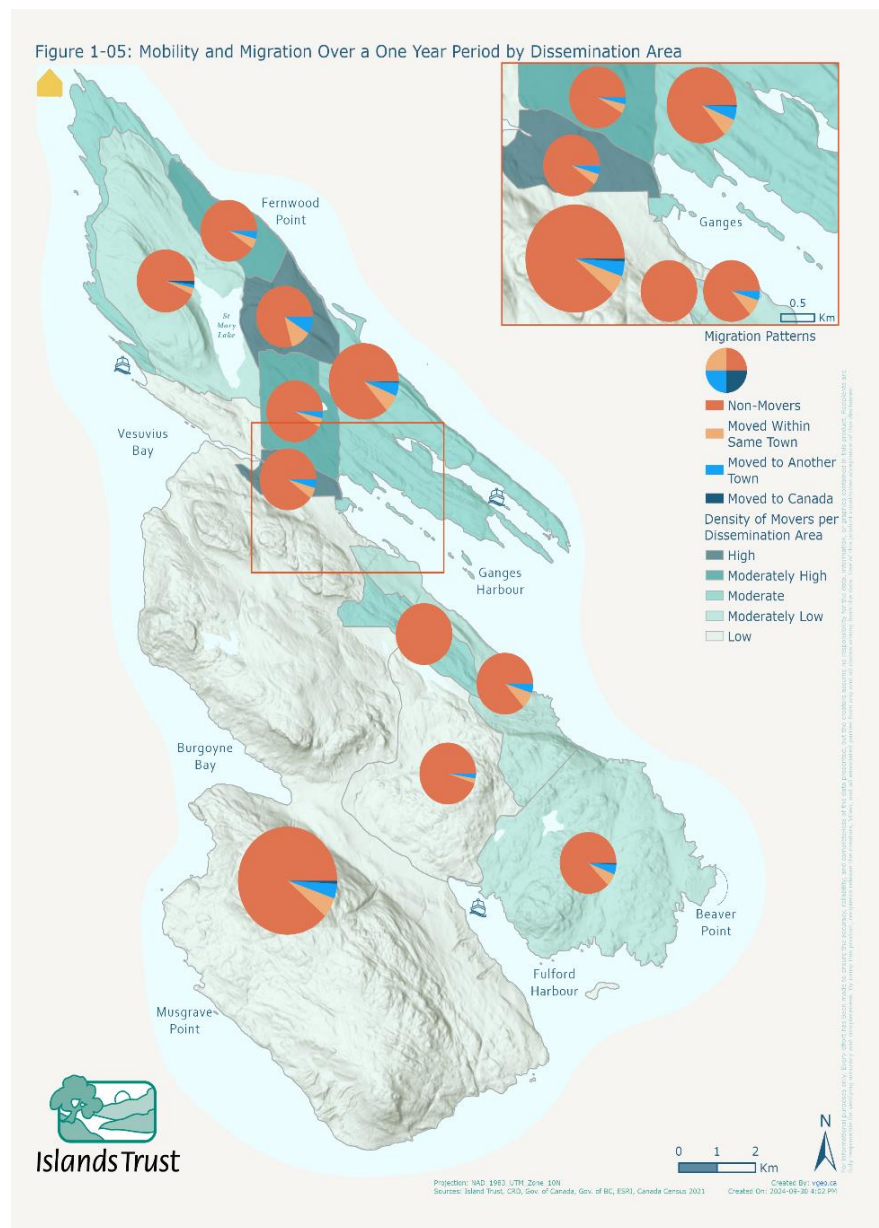 Figure 1-05: Mobility and Migration Over a One Year Period by Dissemination Area
Fernwood
Point
St
Mary
Lake
Vesuvius
Bay
Ganges
Harbour
Burgoyne
Bay
Beaver
Point
Fulford
Harbour
Musgrave
Point
Ganges
0.5
Km
Migration Patterns
Non-Movers
Moved Within
Same Town
Moved to Another
Town
Moved to Canada
Density of Movers per
Dissemination Area
High
Moderately High
Moderate
Moderately Low
Low
Islands Trust
N
0 1 2
Km
Projection: NAD_1983_UTM_Zone_10N
Sources: Island Trust, CRD, Gov. of Canada, Gov. of BC, ESRI, Canada Census 2021
Created By: vgeo.ca
Created On: 2024-09-30 4:02 PM